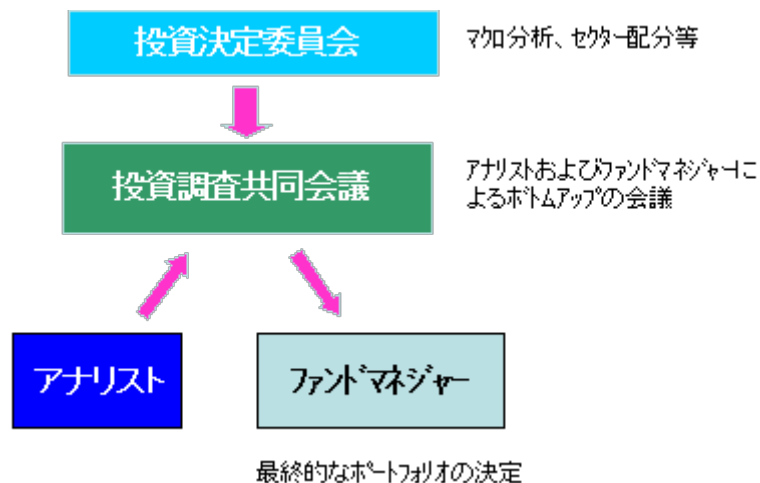 投資決定委員会
マクロ分析、セクター配分等
投資調査共同会議
アナリストおよびファンドマネジャーに
よるボトムアップの会議
アナリスト
ファンドマネジャー
最終的なポートフォリオの決定